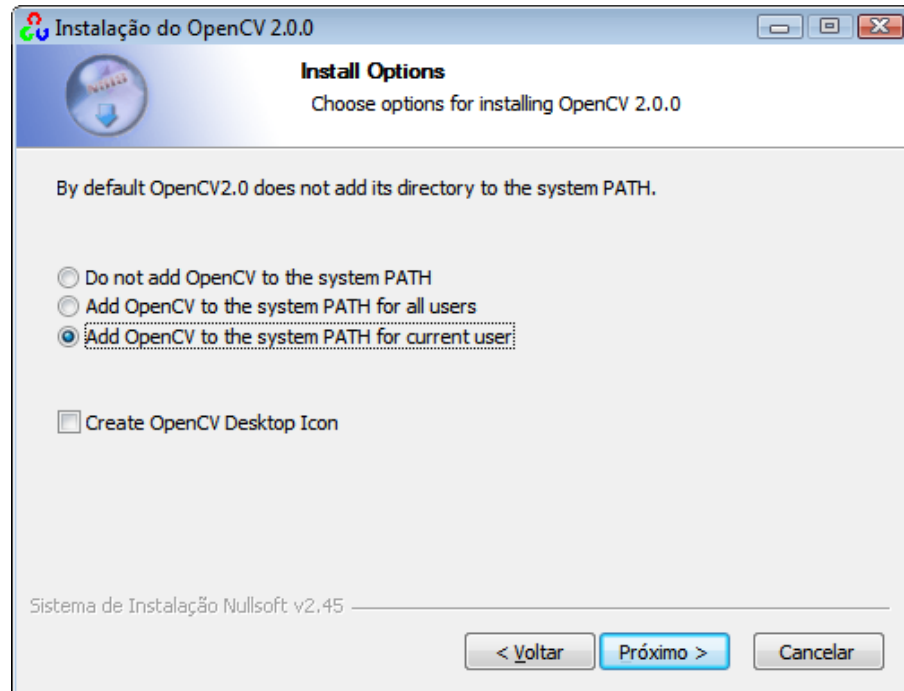 Instalação do OpenCV 2.0.0
Install Options
Choose options for installing OpenCV 2.0.0
By default OpenCV2.0 does not add its directory to the system PATH.
Do not add OpenCV to the system PATH
Add OpenCV to the system PATH for all users
Add OpenCV to the system PATH for current user
Create OpenCV Desktop Icon
Sistema de Instalação Nullsoft v2.45
< Voltar Próximo > Cancelar